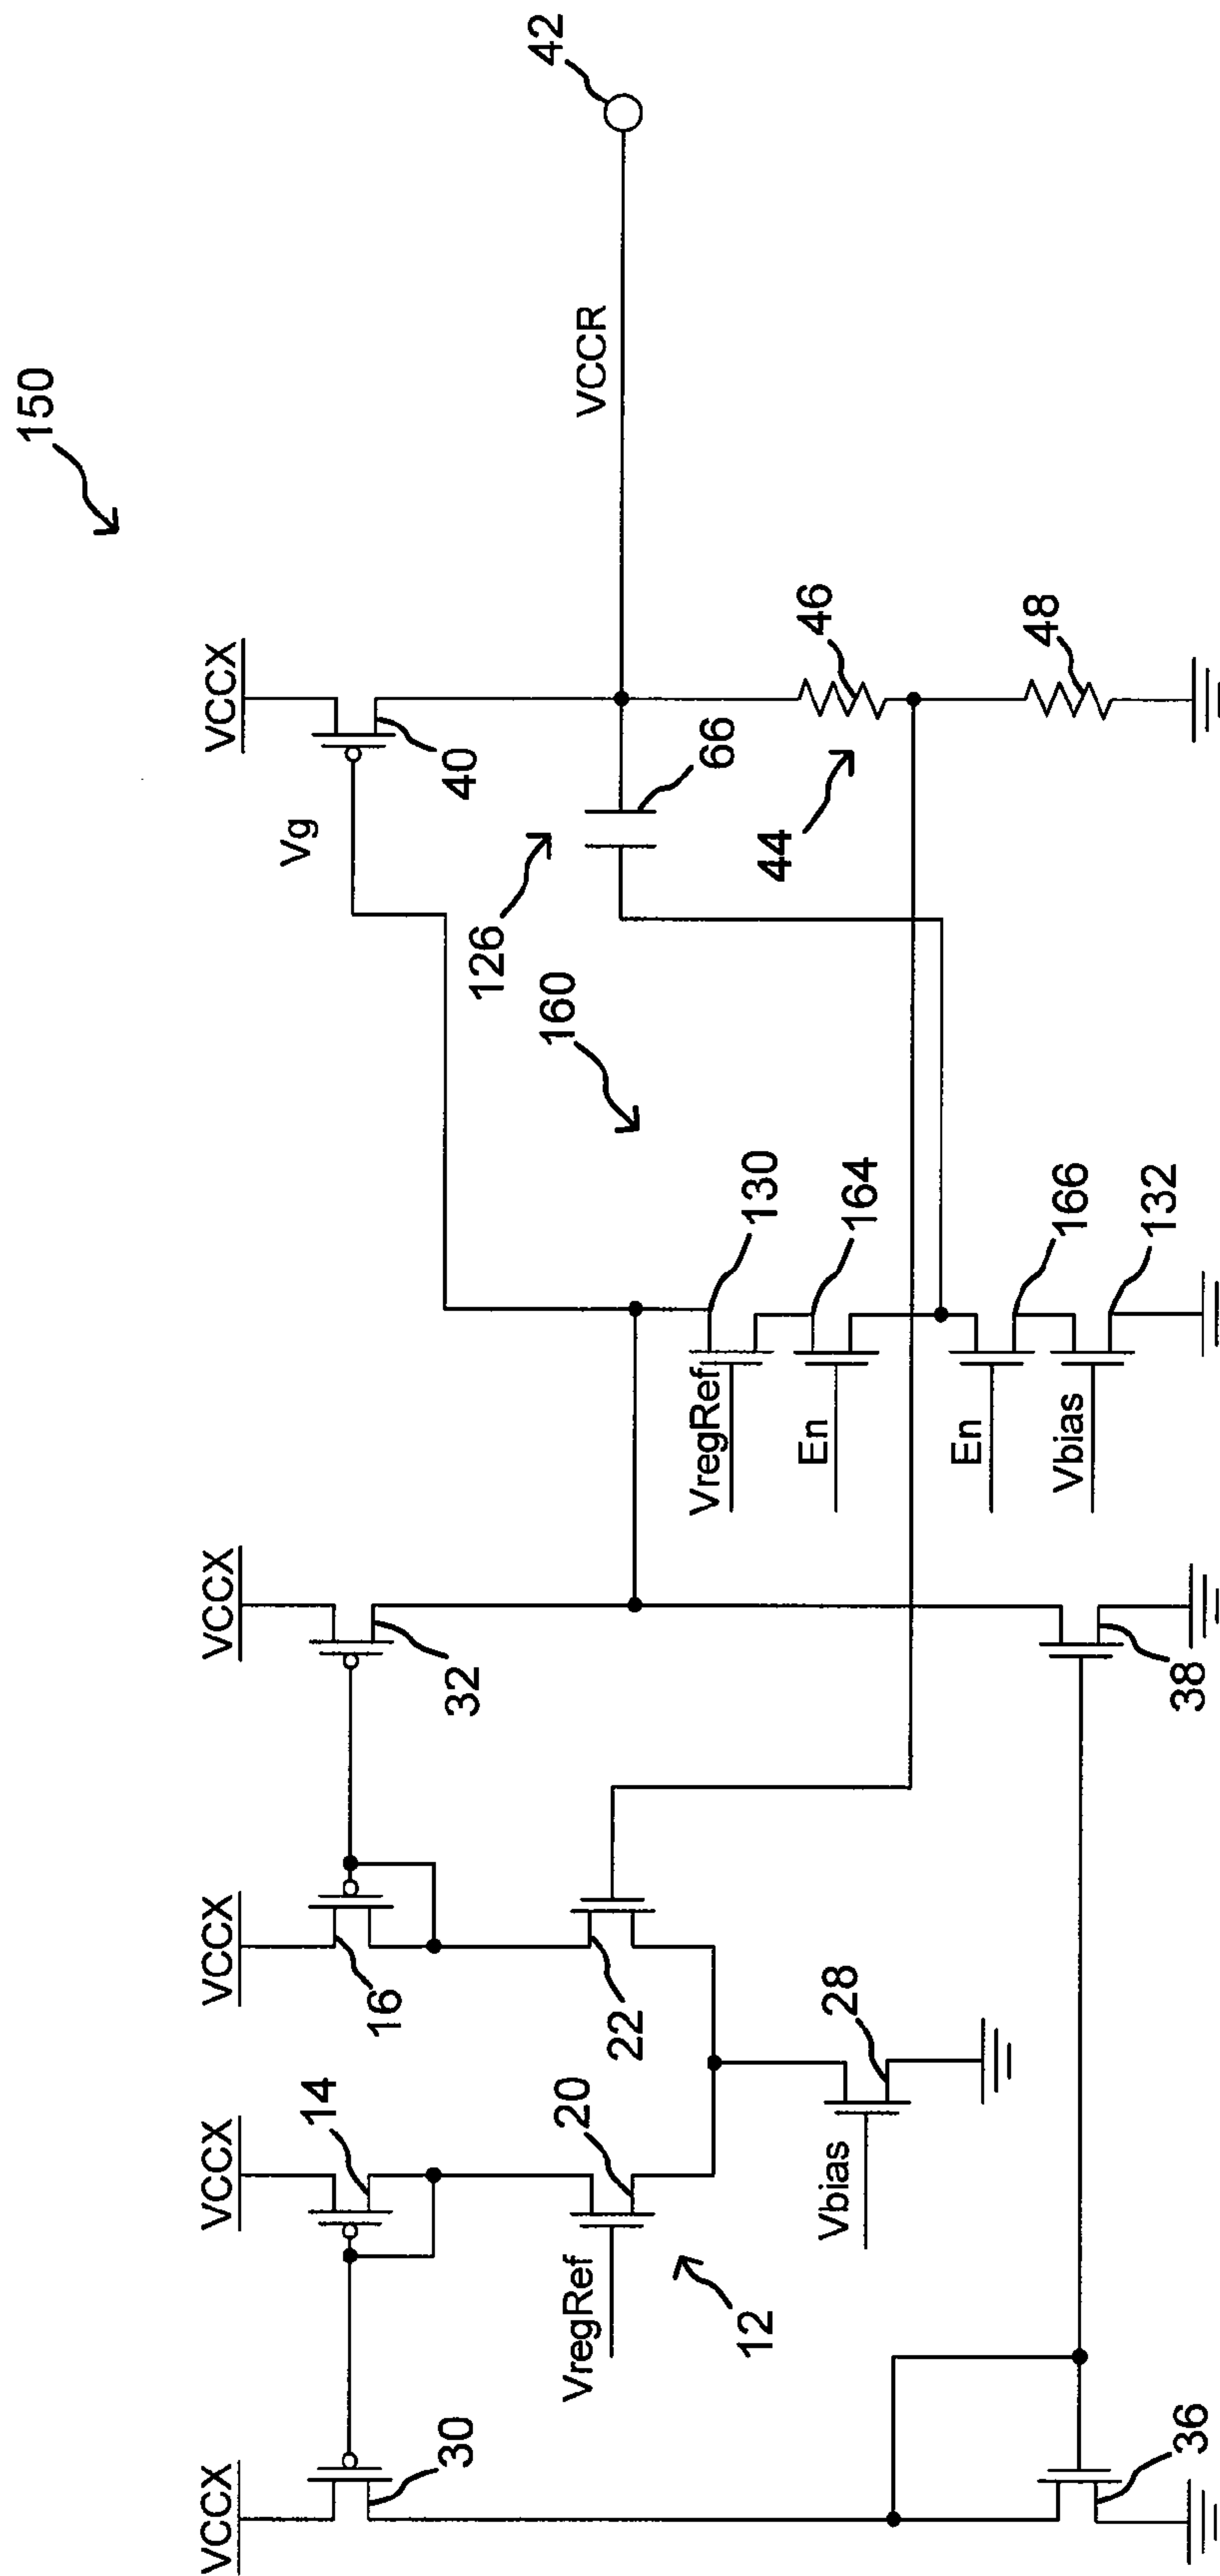 150
VCCX
VCCX
VCCX
VCCX
VCCX
30
14
16
32
Vg
40
42
VCCR
126
66
160
VregRef
20
22
12
Vbias
28
VregRef
130
En
164
En
166
Vbias
132
44
46
48
36
38